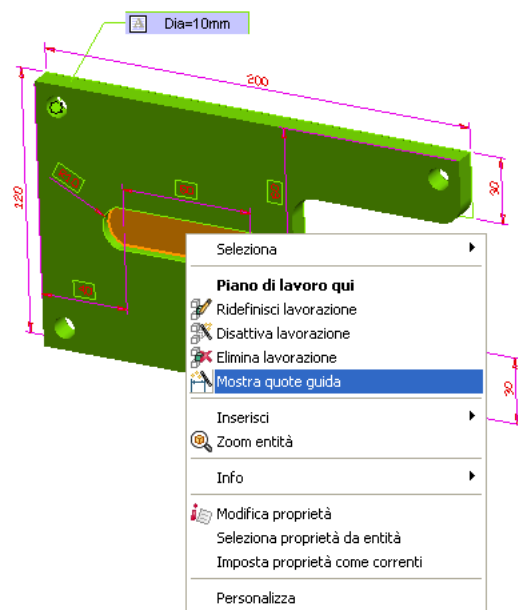 A Dia=10mm
200
120
30
Seleziona
Piano di lavoro qui
Ridefinisci lavorazione
Disattiva lavorazione
Elimina lavorazione
Mostra quote guida
30
Inserisci
Zoom entità
Info
Modifica proprietà
Seleziona proprietà da entità
Imposta proprietà come correnti
Personalizza